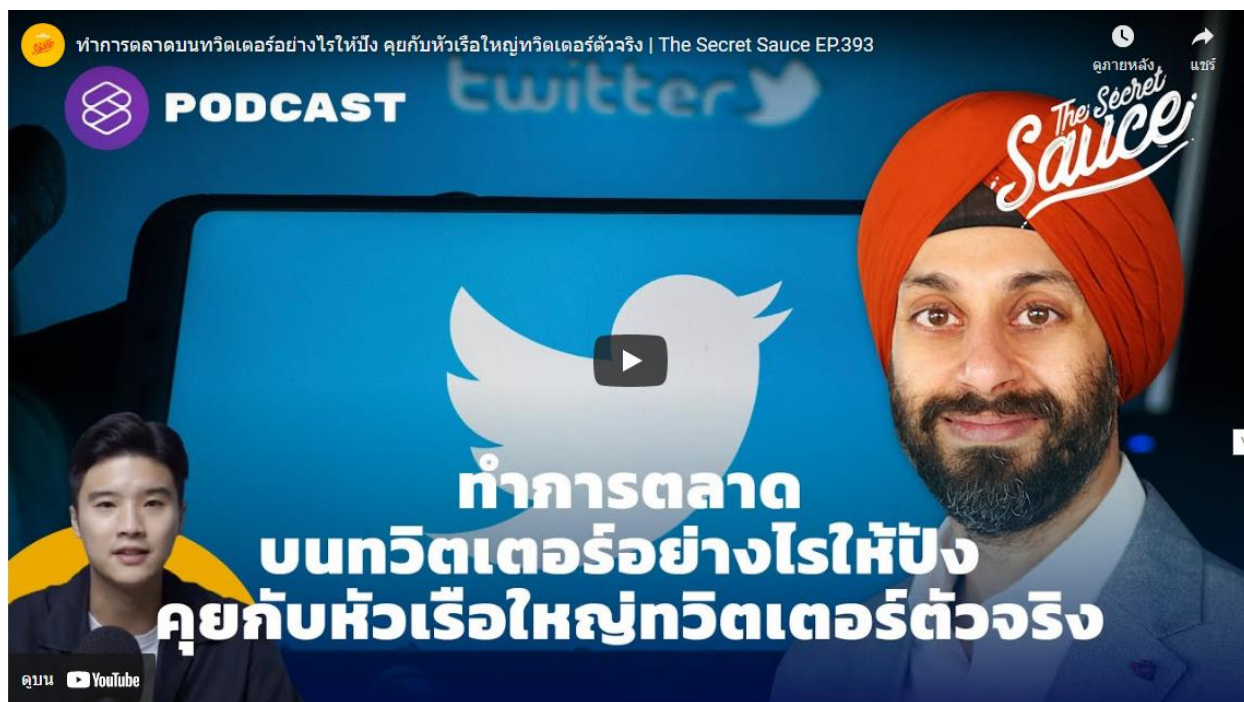 ทำการตลาดบนทวิตเตอร์อย่างไรให้ปัง คุยกับหัวเรือใหญ่ทวิตเตอร์ตัวจริง | The Secret Sauce EP.393
ดูภายหลัง
แชร์
PODCAST
twitter
The Secret
Sauce
ทำการตลาด
บนทวิตเตอร์อย่างไรให้ปัง
คุยกับหัวเรือใหญ่ทวิตเตอร์ตัวจริง
ดูบน YouTube